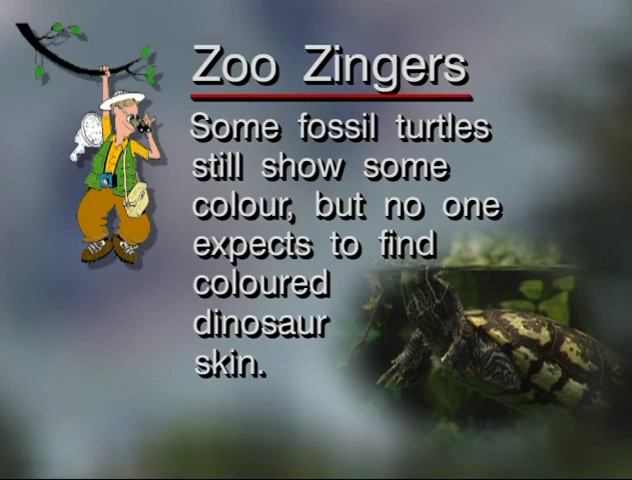 Zoo Zingers
Some fossil turtles
still show some
colour, but no one
expects to find
coloured
dinosaur
skin.